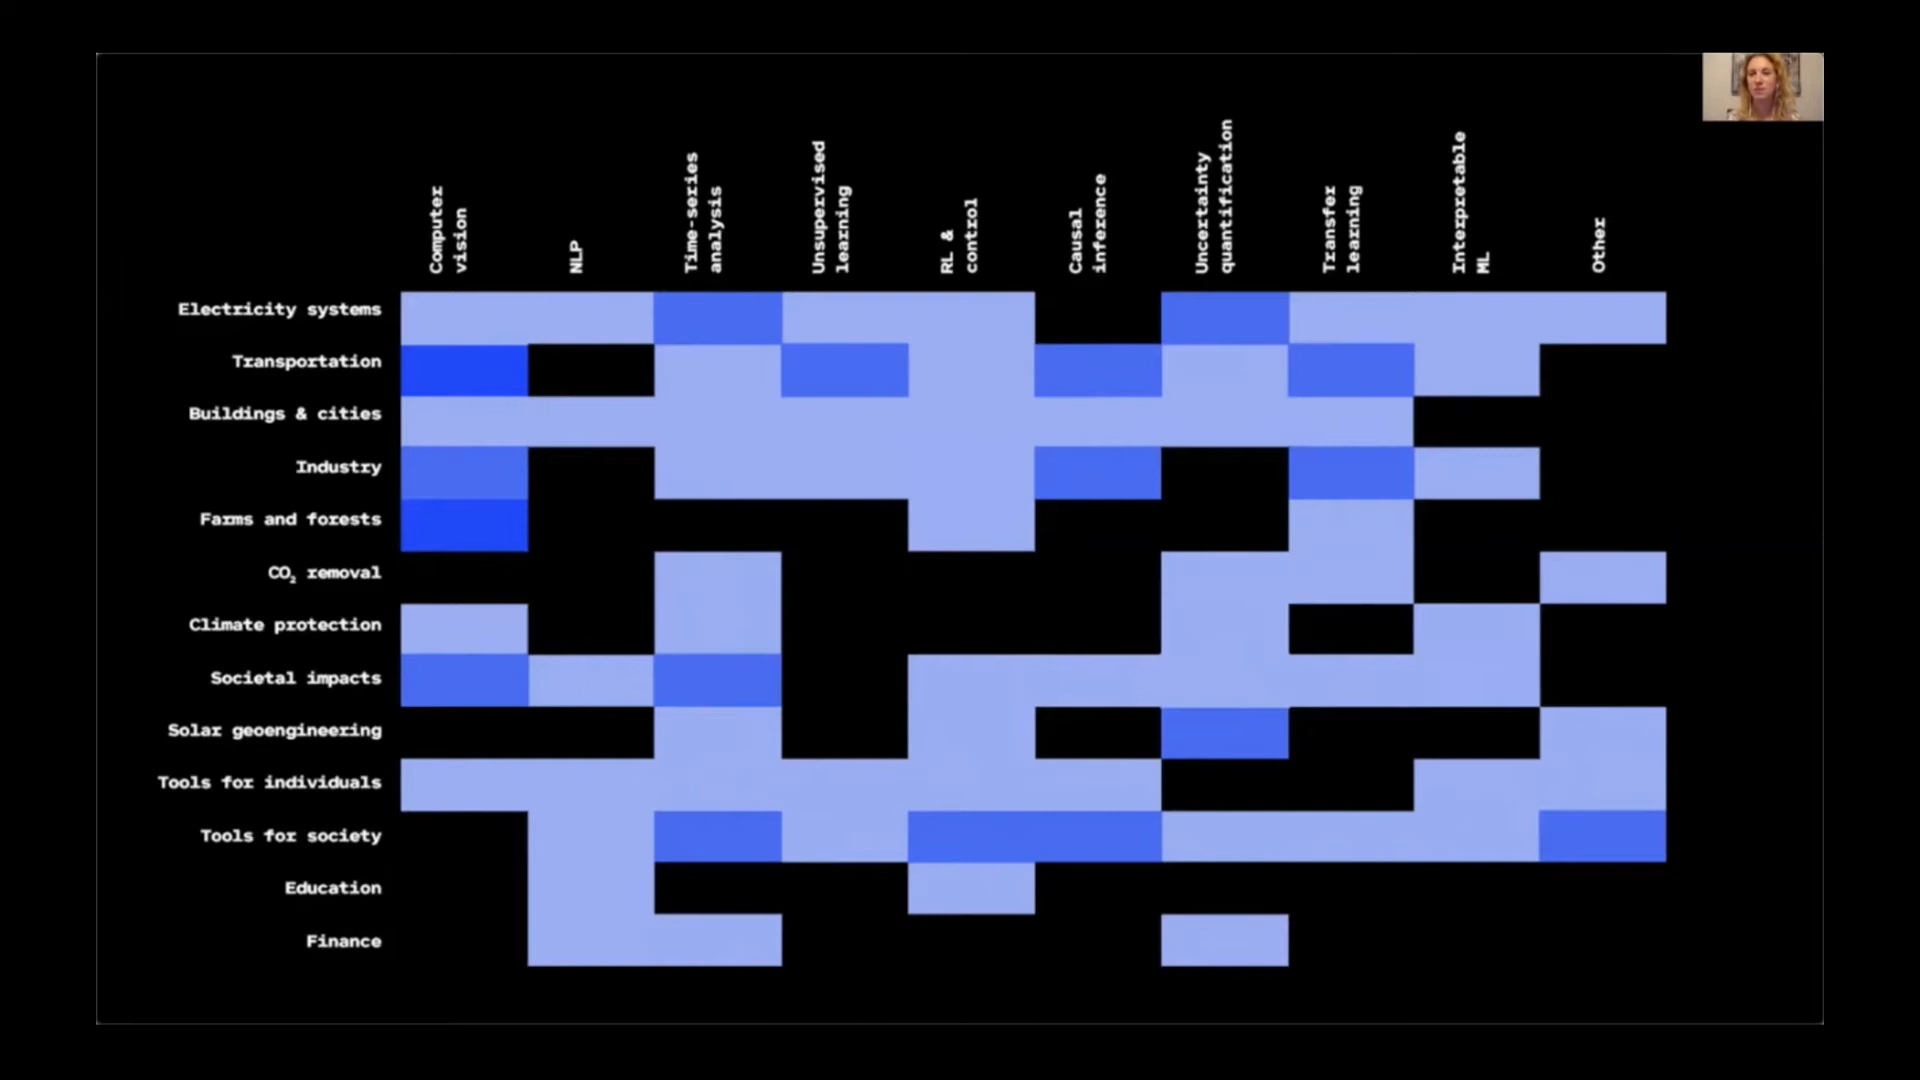 Computer
vision
NLP
Time-series
analysis
Unsupervised
learning
RL &
control
Causal
inference
Uncertainty
quantification
Transfer
learning
Interpretable
ML
Other
Electricity systems
Transportation
Buildings & cities
Industry
Farms and forests
CO₂ removal
Climate protection
Societal impacts
Solar geoengineering
Tools for individuals
Tools for society
Education
Finance